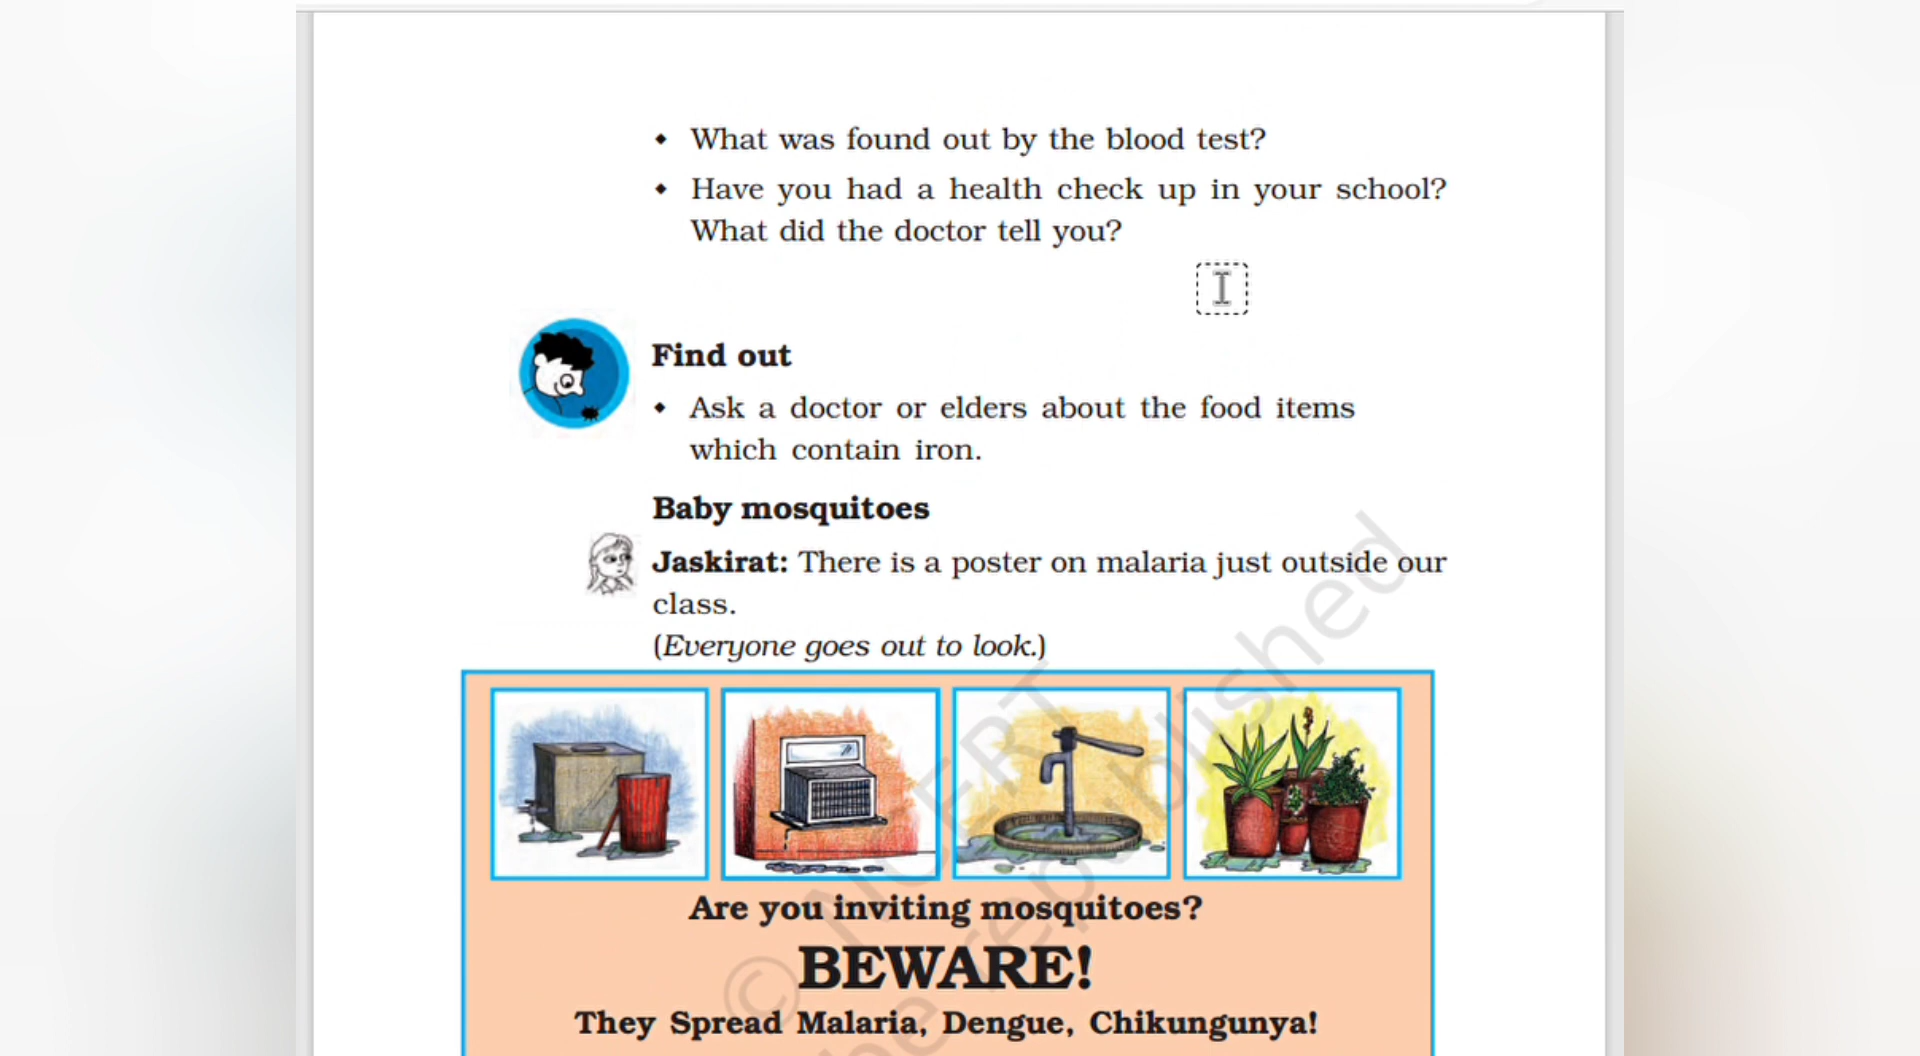 ◆ What was found out by the blood test?
◆ Have you had a health check up in your school?
What did the doctor tell you?
Find out
◆ Ask a doctor or elders about the food items
which contain iron.
Baby mosquitoes
Jaskirat: There is a poster on malaria just outside our
class.
(Everyone goes out to look.)
Are you inviting mosquitoes?
BEWARE!
They Spread Malaria, Dengue, Chikungunya!
© NCERT
be republished